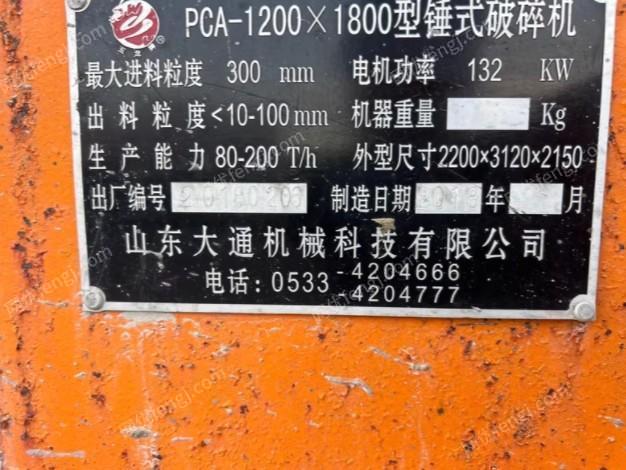 PCA-1200×1800型锤式破碎机
最大进料粒度 300 mm 电机功率 132 KW
出料粒度<10-100mm 机器重量 Kg
生产能力 80-200 T/h 外型尺寸 2200×3120×2150
出厂编号 20180203 制造日期 2018 年 月
山东大通机械科技有限公司
电话:0533-4204666
4204777